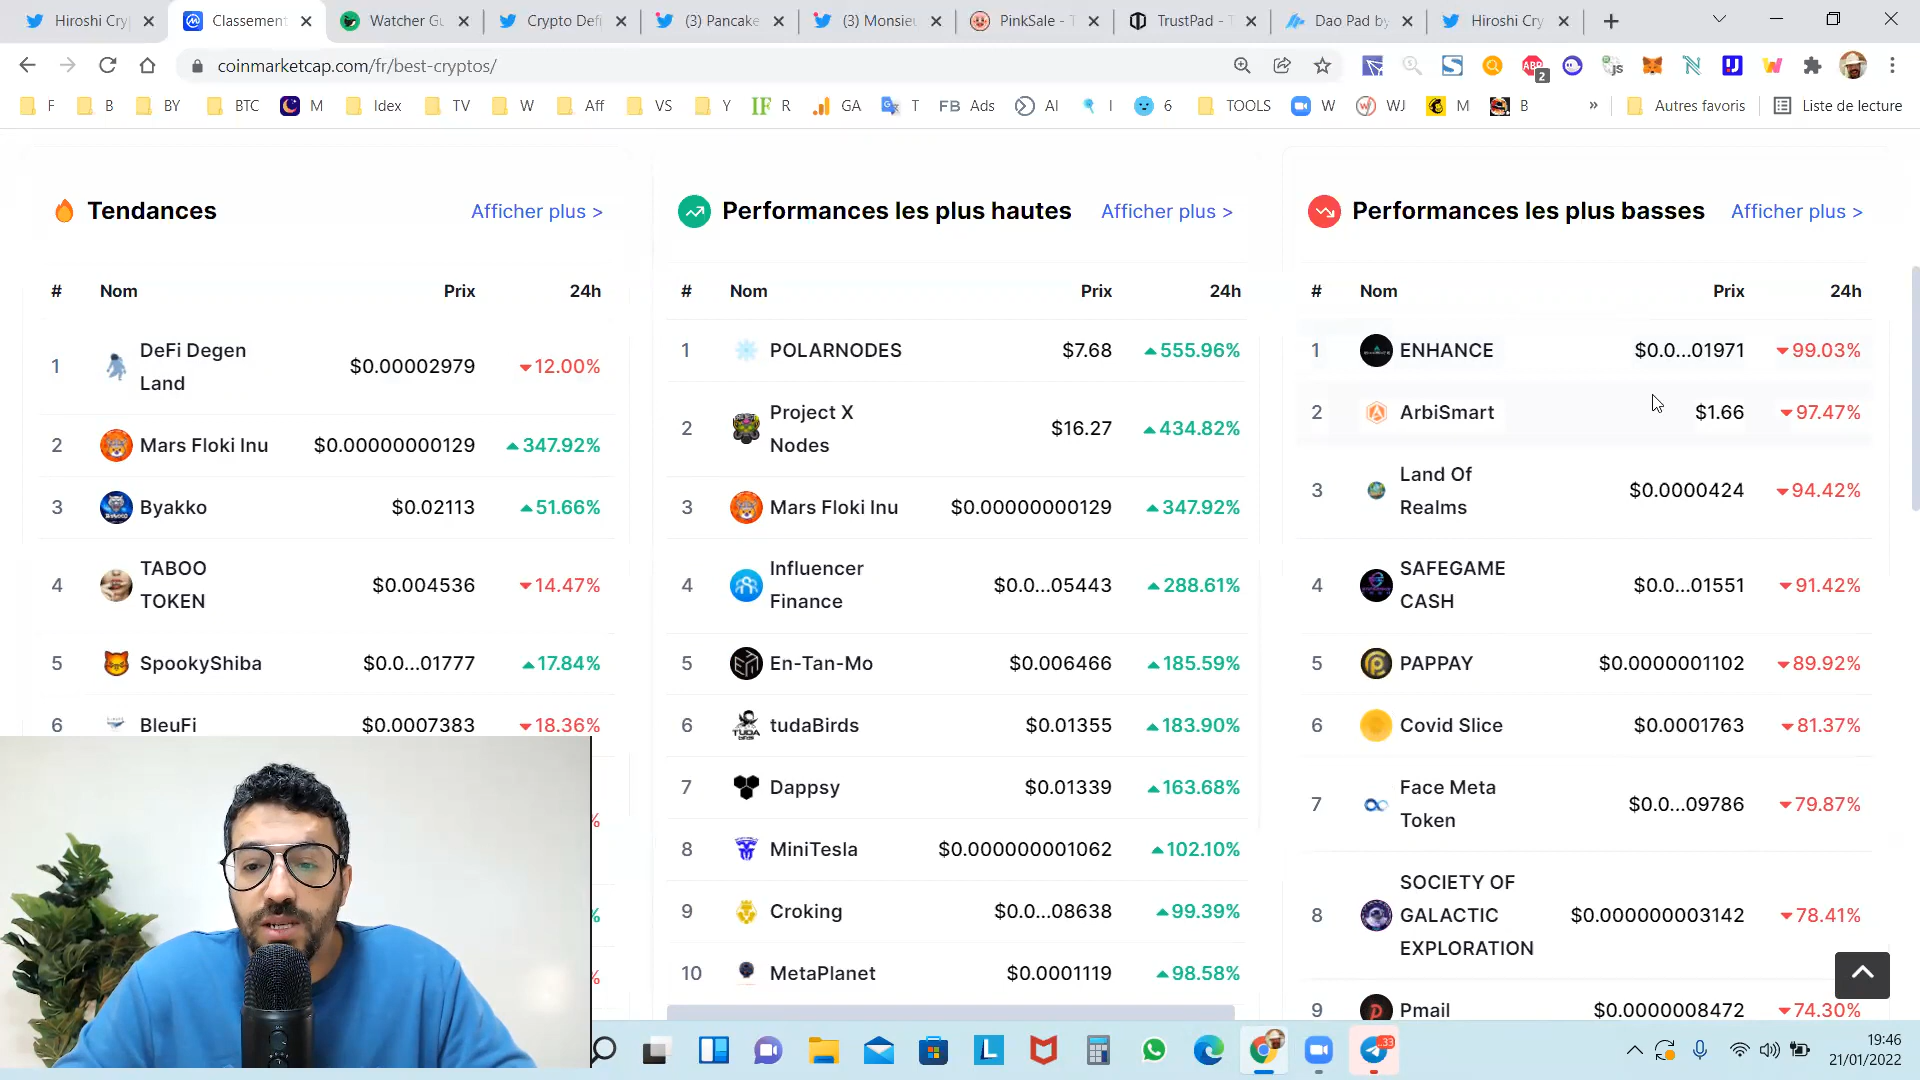 Hiroshi Cry
Classement
Watcher Gu
Crypto Defi
(3) Pancake
(3) Monsieu
PinkSale - T
TrustPad - T
Dao Pad by
Hiroshi Cry
coinmarketcap.com/fr/best-cryptos/
ABP
2
JS
F
B
BY
BTC
M
Idex
TV
W
Aff
VS
Y
IF R
GA
T
FB Ads
AI
I
6
TOOLS
W
WJ
M
B
»
Autres favoris
Liste de lecture
Tendances
Afficher plus >
# Nom Prix 24h
1 DeFi Degen Land $0.00002979 12.00%
2 Mars Floki Inu $0.00000000129 347.92%
3 Byakko $0.02113 51.66%
4 TABOO TOKEN $0.004536 14.47%
5 SpookyShiba $0.0...01777 17.84%
6 BleuFi $0.0007383 18.36%
%
%
%
Performances les plus hautes
Afficher plus >
# Nom Prix 24h
1 POLARNODES $7.68 555.96%
2 Project X Nodes $16.27 434.82%
3 Mars Floki Inu $0.00000000129 347.92%
4 Influencer Finance $0.0...05443 288.61%
5 En-Tan-Mo $0.006466 185.59%
6 tudaBirds $0.01355 183.90%
7 Dappsy $0.01339 163.68%
8 MiniTesla $0.000000001062 102.10%
9 Croking $0.0...08638 99.39%
10 MetaPlanet $0.0001119 98.58%
Performances les plus basses
Afficher plus >
# Nom Prix 24h
1 ENHANCE $0.0...01971 99.03%
2 ArbiSmart $1.66 97.47%
3 Land Of Realms $0.0000424 94.42%
4 SAFEGAME CASH $0.0...01551 91.42%
5 PAPPAY $0.0000001102 89.92%
6 Covid Slice $0.0001763 81.37%
7 Face Meta Token $0.0...09786 79.87%
8 SOCIETY OF GALACTIC EXPLORATION $0.000000003142 78.41%
9 Pmail $0.0000008472 74.30%
33
19:46
21/01/2022